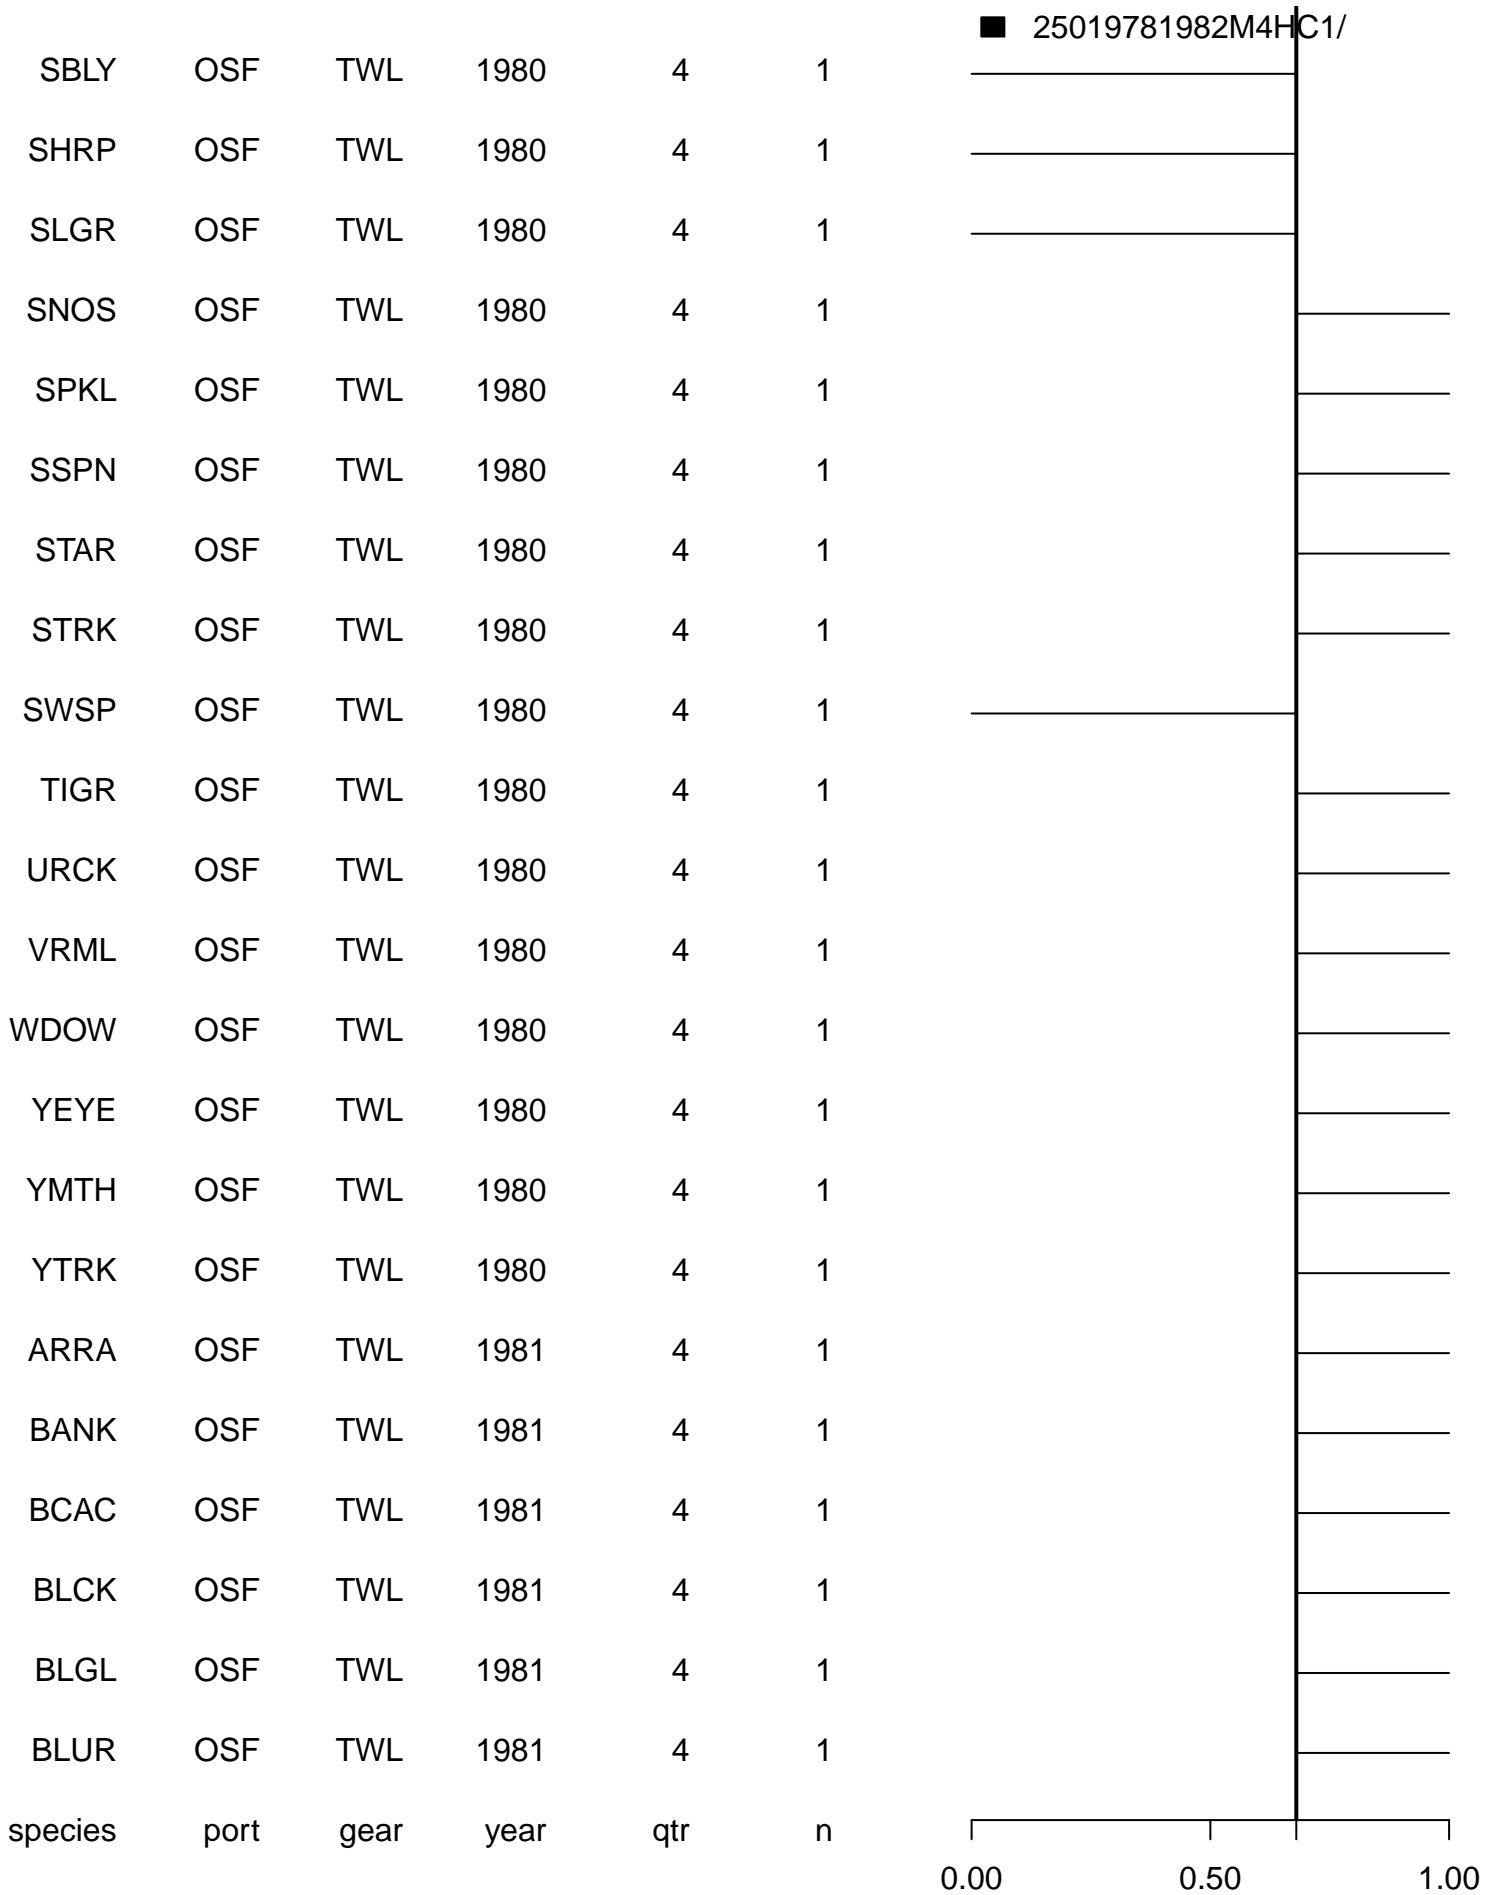 25019781982M4HC1/
SBLY OSF TWL 1980 4 1
SHRP OSF TWL 1980 4 1
SLGR OSF TWL 1980 4 1
SNOS OSF TWL 1980 4 1
SPKL OSF TWL 1980 4 1
SSPN OSF TWL 1980 4 1
STAR OSF TWL 1980 4 1
STRK OSF TWL 1980 4 1
SWSP OSF TWL 1980 4 1
TIGR OSF TWL 1980 4 1
URCK OSF TWL 1980 4 1
VRML OSF TWL 1980 4 1
WDOW OSF TWL 1980 4 1
YEYE OSF TWL 1980 4 1
YMTH OSF TWL 1980 4 1
YTRK OSF TWL 1980 4 1
ARRA OSF TWL 1981 4 1
BANK OSF TWL 1981 4 1
BCAC OSF TWL 1981 4 1
BLCK OSF TWL 1981 4 1
BLGL OSF TWL 1981 4 1
BLUR OSF TWL 1981 4 1
species port gear year qtr n
0.00 0.50 1.00